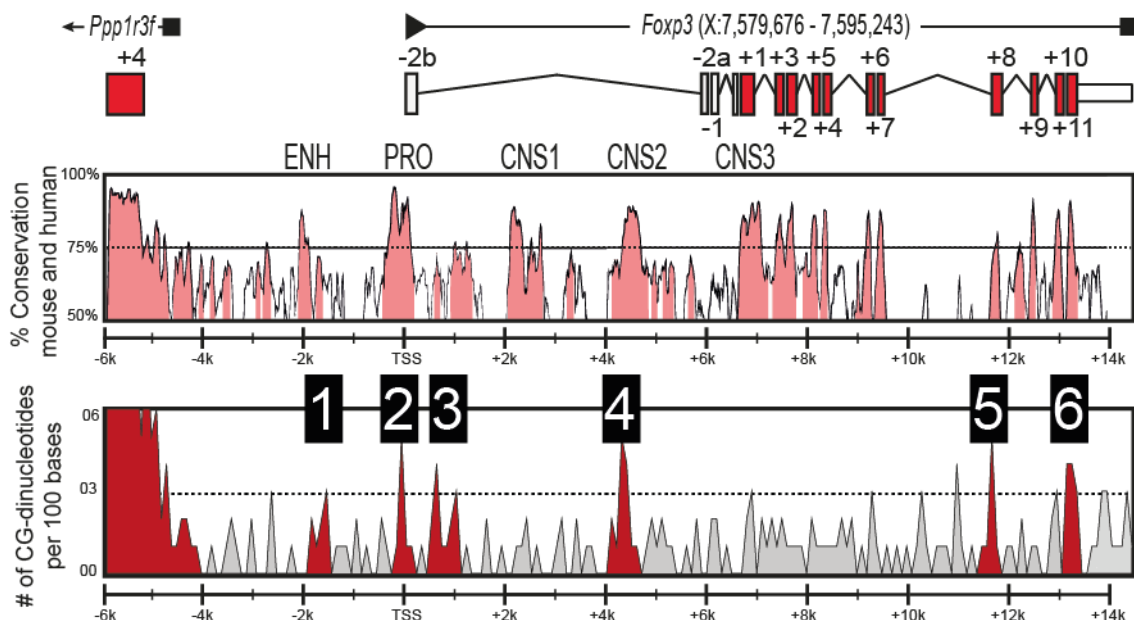 Ppp1r3f
Foxp3 (X:7,579,676 - 7,595,243)
+4 -2b -2a +1 +3 +5 +6 +8 +10
-1 +2 +4 +7 +9 +11
ENH PRO CNS1 CNS2 CNS3
% Conservation
mouse and human
100%
75%
50%
-6k -4k -2k TSS +2k +4k +6k +8k +10k +12k +14k
1 2 3 4 5 6
# of CG-dinucleotides
per 100 bases
06
03
00
-6k -4k -2k TSS +2k +4k +6k +8k +10k +12k +14k